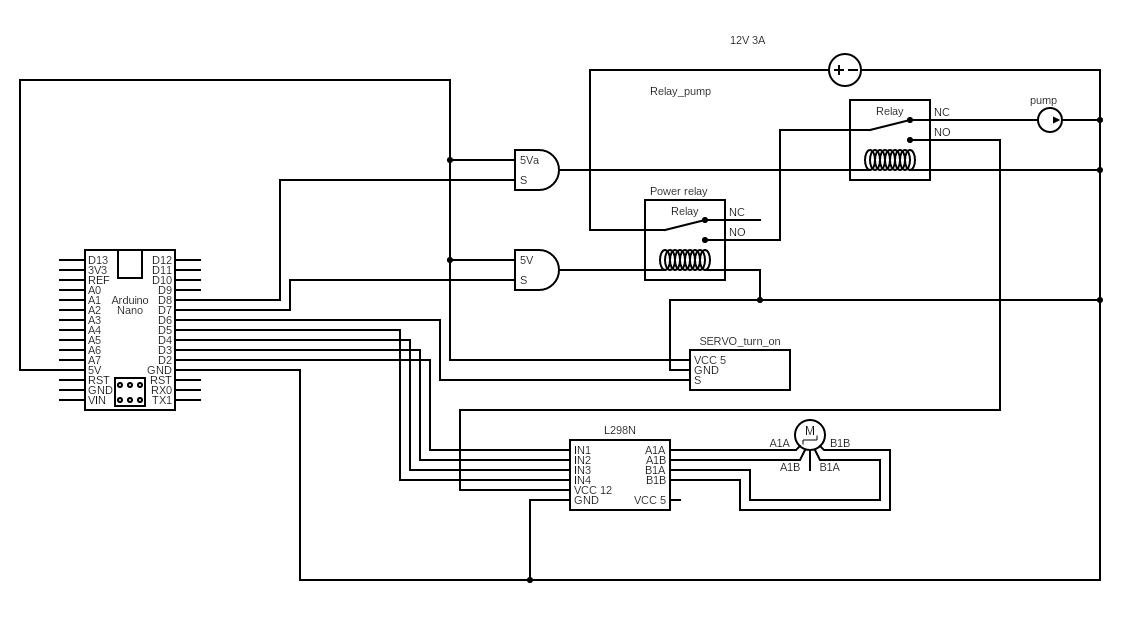 12V 3A
Relay_pump
pump
Relay
NC
NO
5Va
S
Power relay
Relay
NC
NO
5V
S
D13
3V3
REF
A0
A1
A2
A3
A4
A5
A6
A7
5V
RST
GND
VIN
Arduino
Nano
D12
D11
D10
D9
D8
D7
D6
D5
D4
D3
D2
GND
RST
RX0
TX1
SERVO_turn_on
VCC 5
GND
S
L298N
IN1
IN2
IN3
IN4
VCC 12
GND
A1A
A1B
B1A
B1B
VCC 5
M
A1A
B1B
A1B
B1A